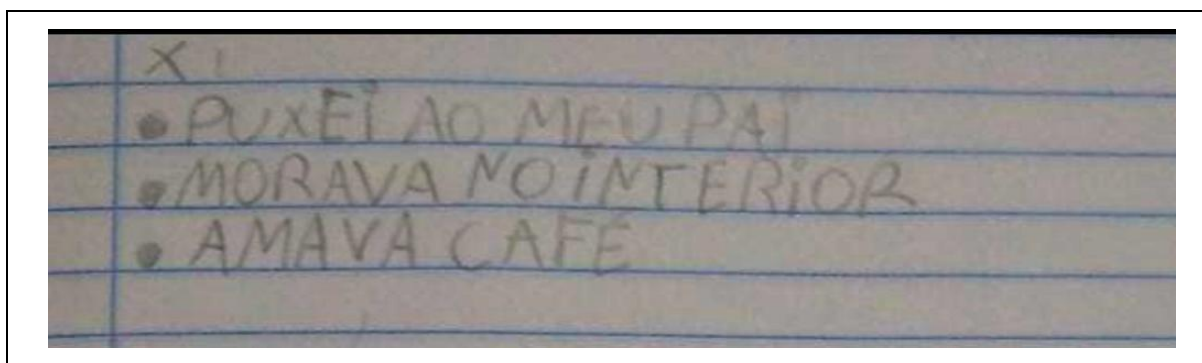 X!
• PUXEI AO MEU PAI
• MORAVA NO INTERIOR
• AMAVA CAFÉ